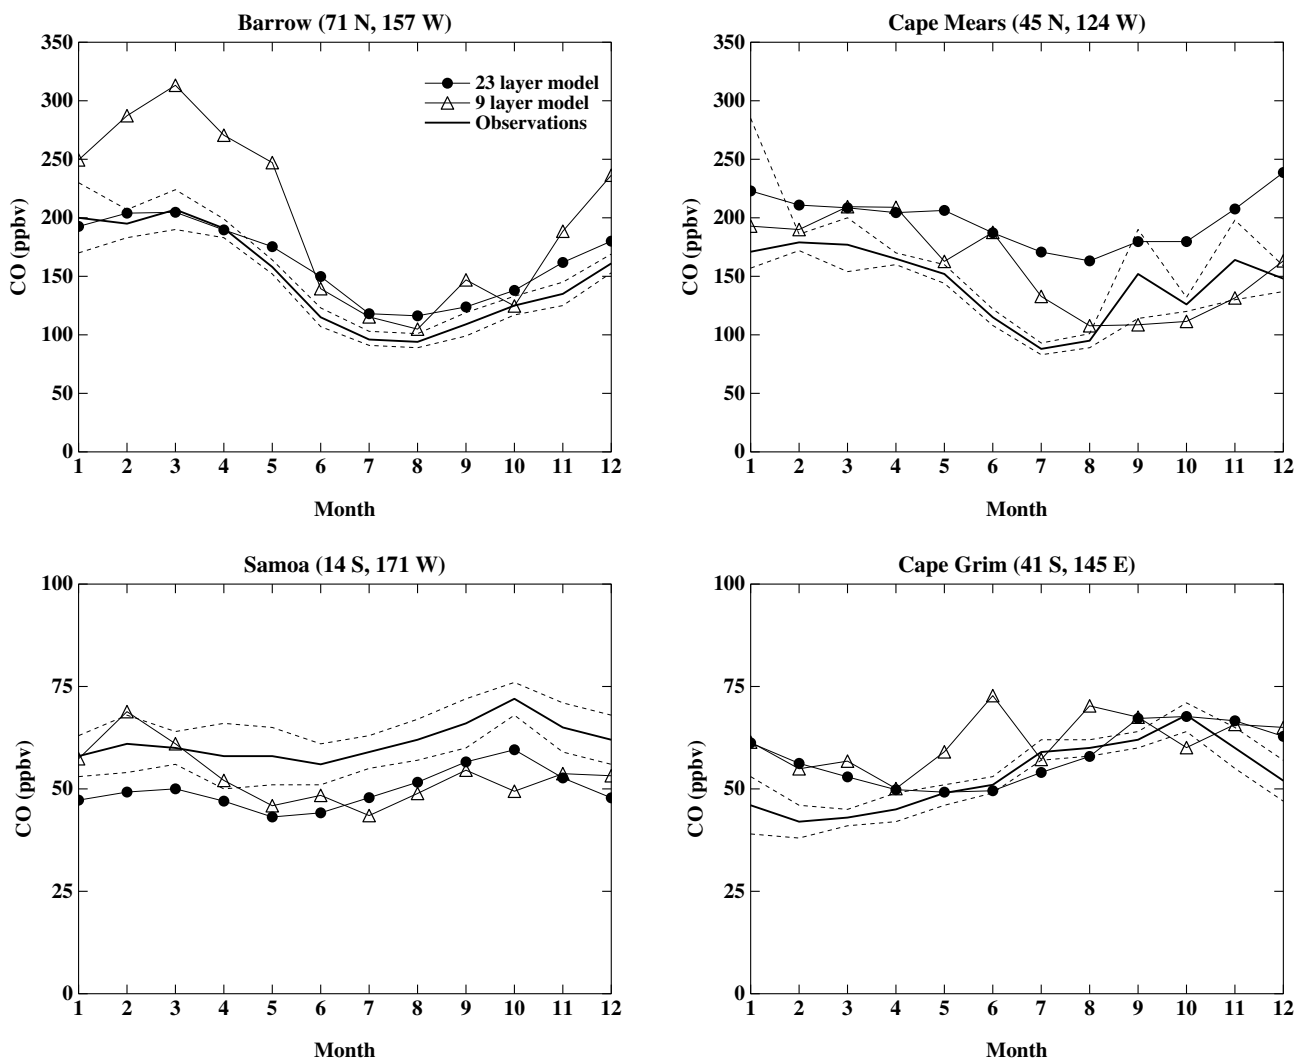 Barrow (71 N, 157 W)
350
300
250
200
150
100
50
0
CO (ppbv)
23 layer model
9 layer model
Observations
1 2 3 4 5 6 7 8 9 10 11 12
Month
Cape Mears (45 N, 124 W)
350
300
250
200
150
100
50
0
CO (ppbv)
1 2 3 4 5 6 7 8 9 10 11 12
Month
Samoa (14 S, 171 W)
100
75
50
25
0
CO (ppbv)
1 2 3 4 5 6 7 8 9 10 11 12
Month
Cape Grim (41 S, 145 E)
100
75
50
25
0
CO (ppbv)
1 2 3 4 5 6 7 8 9 10 11 12
Month